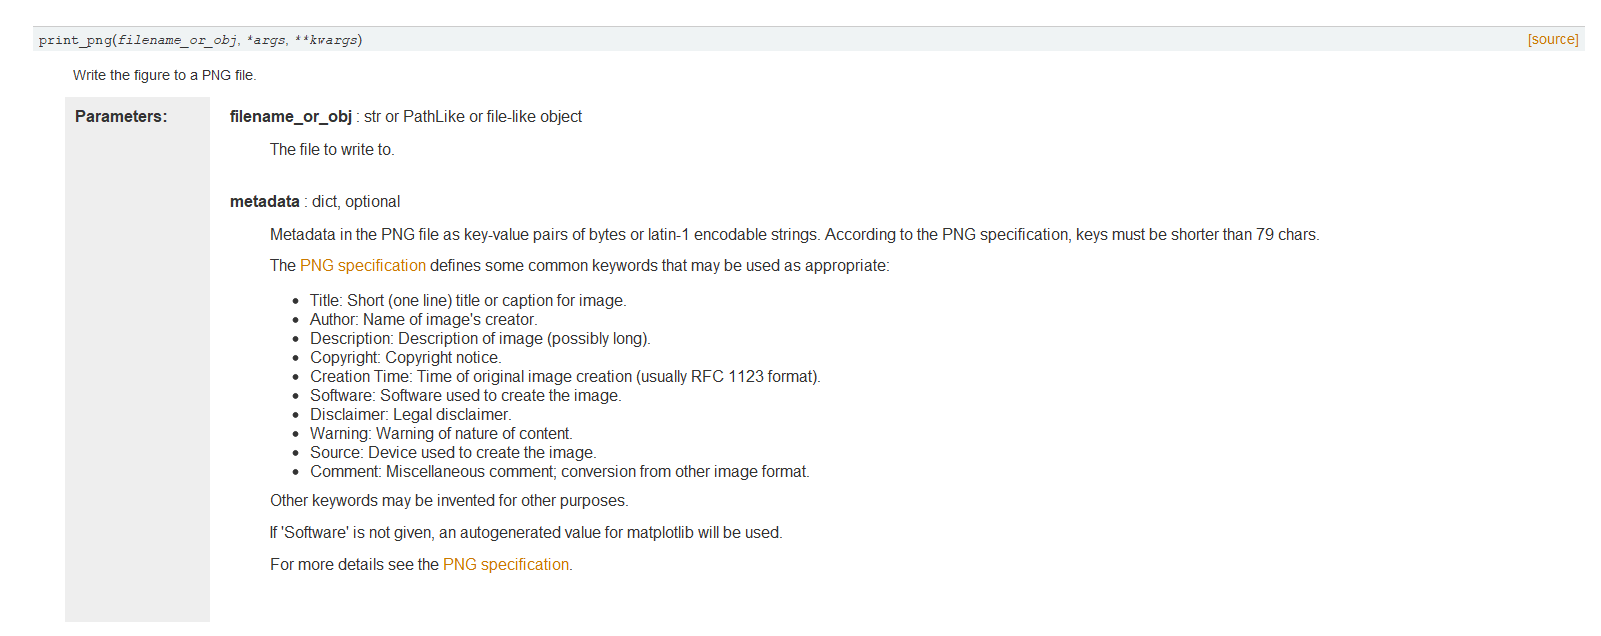 print_png(filename_or_obj, *args, **kwargs) [source]
Write the figure to a PNG file.
Parameters:
filename_or_obj : str or PathLike or file-like object
The file to write to.
metadata : dict, optional
Metadata in the PNG file as key-value pairs of bytes or latin-1 encodable strings. According to the PNG specification, keys must be shorter than 79 chars.
The PNG specification defines some common keywords that may be used as appropriate:
• Title: Short (one line) title or caption for image.
• Author: Name of image's creator.
• Description: Description of image (possibly long).
• Copyright: Copyright notice.
• Creation Time: Time of original image creation (usually RFC 1123 format).
• Software: Software used to create the image.
• Disclaimer: Legal disclaimer.
• Warning: Warning of nature of content.
• Source: Device used to create the image.
• Comment: Miscellaneous comment; conversion from other image format.
Other keywords may be invented for other purposes.
If 'Software' is not given, an autogenerated value for matplotlib will be used.
For more details see the PNG specification.